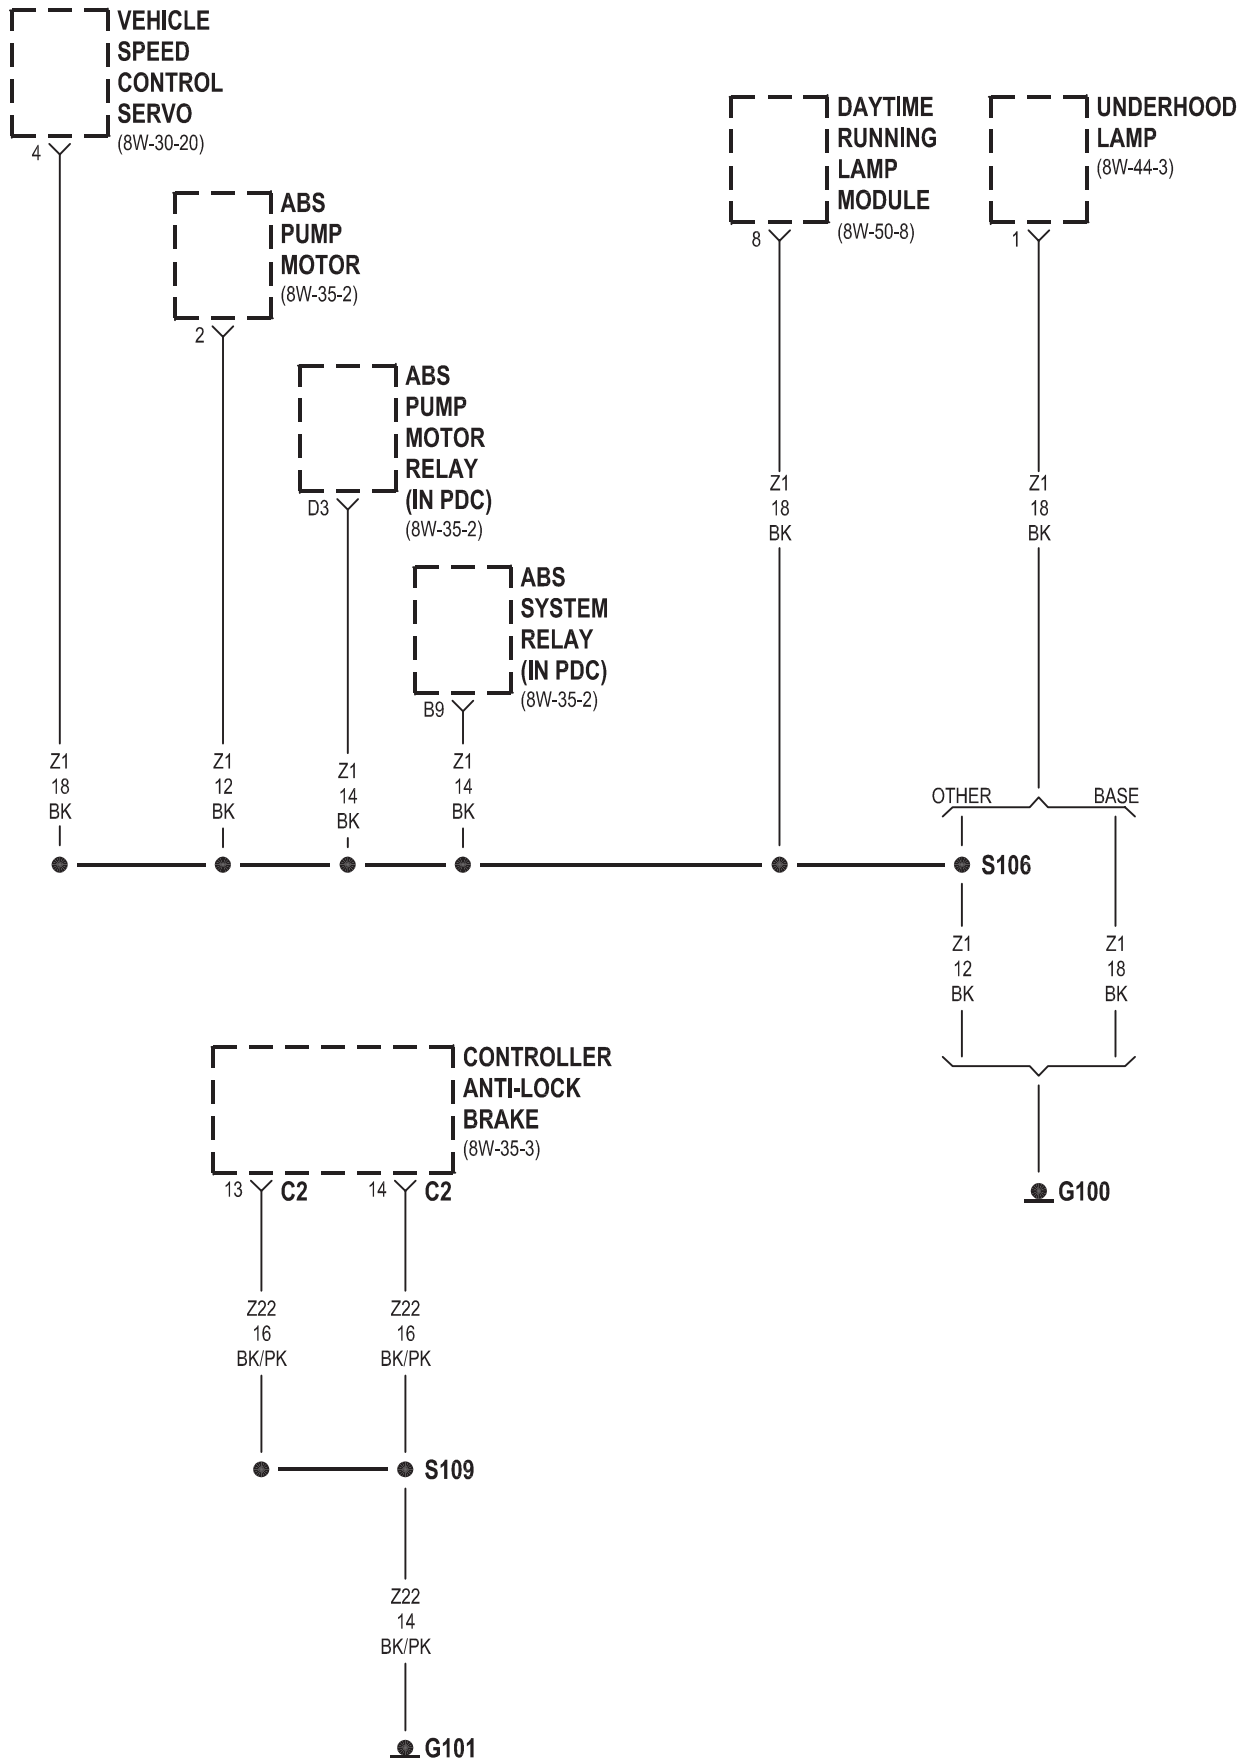 VEHICLE
SPEED
CONTROL
SERVO
(8W-30-20)
4
ABS
PUMP
MOTOR
(8W-35-2)
2
ABS
PUMP
MOTOR
RELAY
(IN PDC)
(8W-35-2)
D3
ABS
SYSTEM
RELAY
(IN PDC)
(8W-35-2)
B9
DAYTIME
RUNNING
LAMP
MODULE
(8W-50-8)
8
UNDERHOOD
LAMP
(8W-44-3)
1
Z1
18
BK
Z1
18
BK
Z1
18
BK
Z1
12
BK
Z1
14
BK
Z1
14
BK
OTHER
BASE
S106
Z1
12
BK
Z1
18
BK
G100
CONTROLLER
ANTI-LOCK
BRAKE
(8W-35-3)
13 C2
14 C2
Z22
16
BK/PK
Z22
16
BK/PK
S109
Z22
14
BK/PK
G101